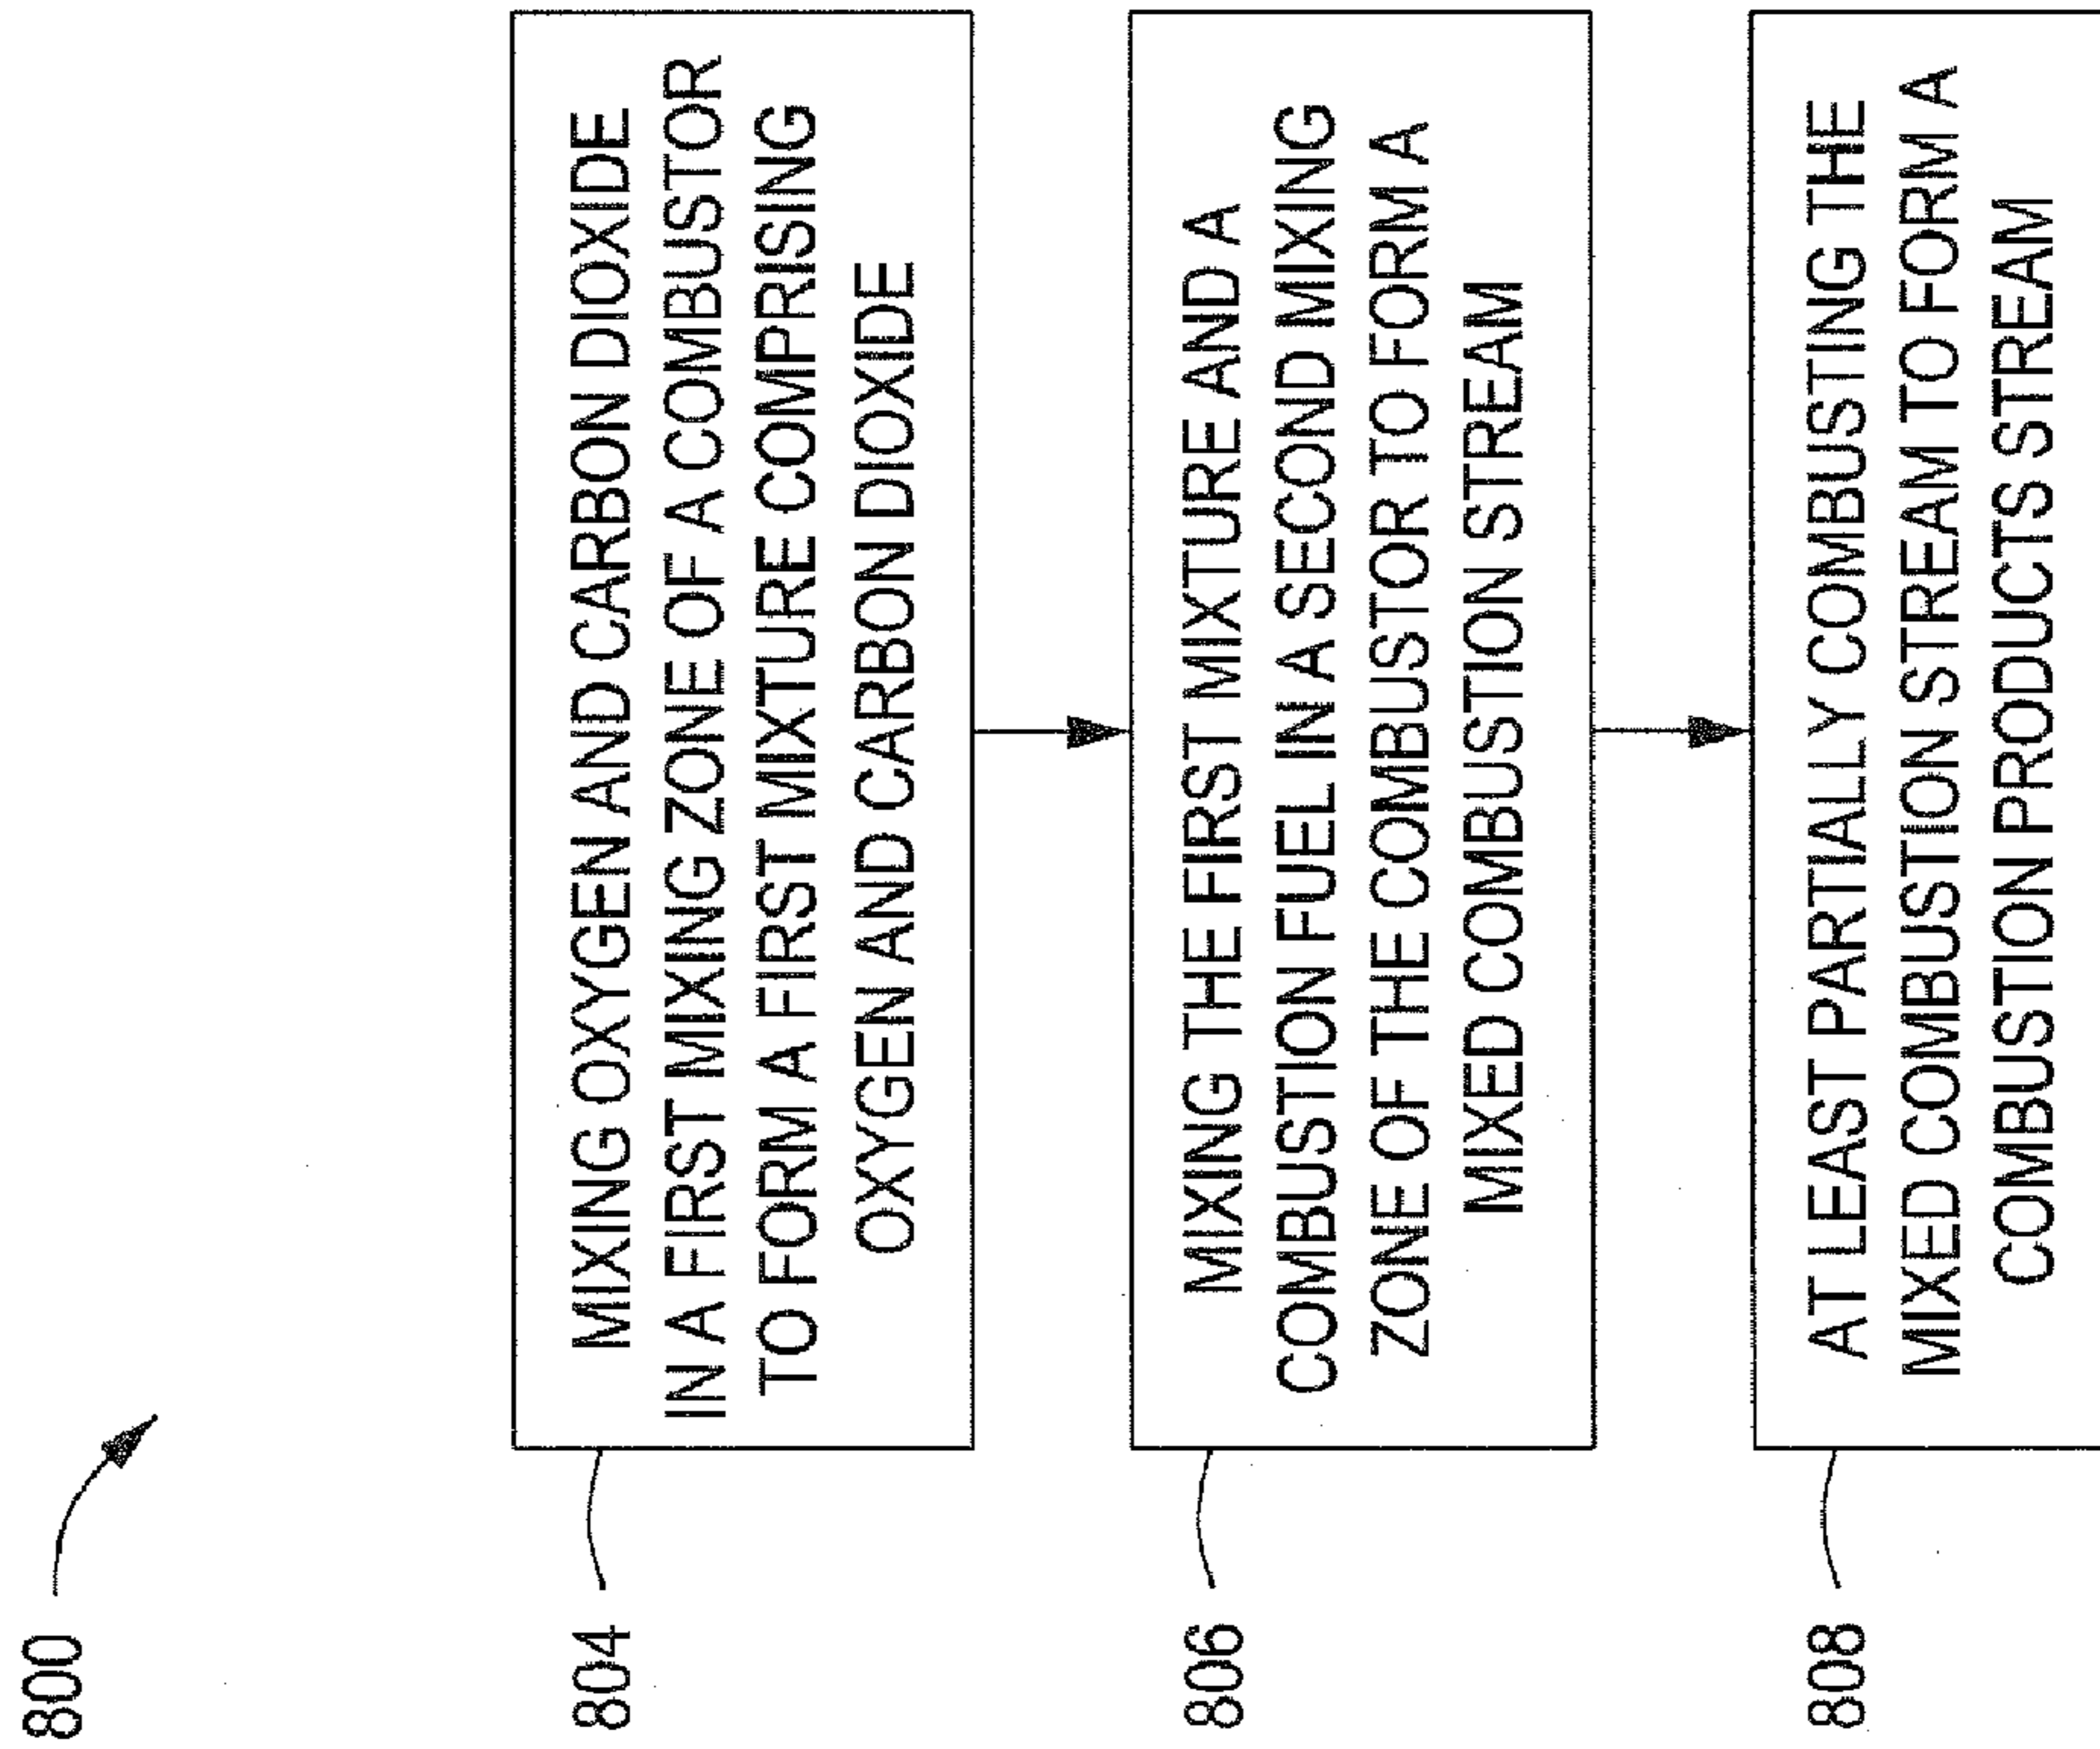 800
804
MIXING OXYGEN AND CARBON DIOXIDE
IN A FIRST MIXING ZONE OF A COMBUSTOR
TO FORM A FIRST MIXTURE COMPRISING
OXYGEN AND CARBON DIOXIDE
806
MIXING THE FIRST MIXTURE AND A
COMBUSTION FUEL IN A SECOND MIXING
ZONE OF THE COMBUSTOR TO FORM A
MIXED COMBUSTION STREAM
808
AT LEAST PARTIALLY COMBUSTING THE
MIXED COMBUSTION STREAM TO FORM A
COMBUSTION PRODUCTS STREAM